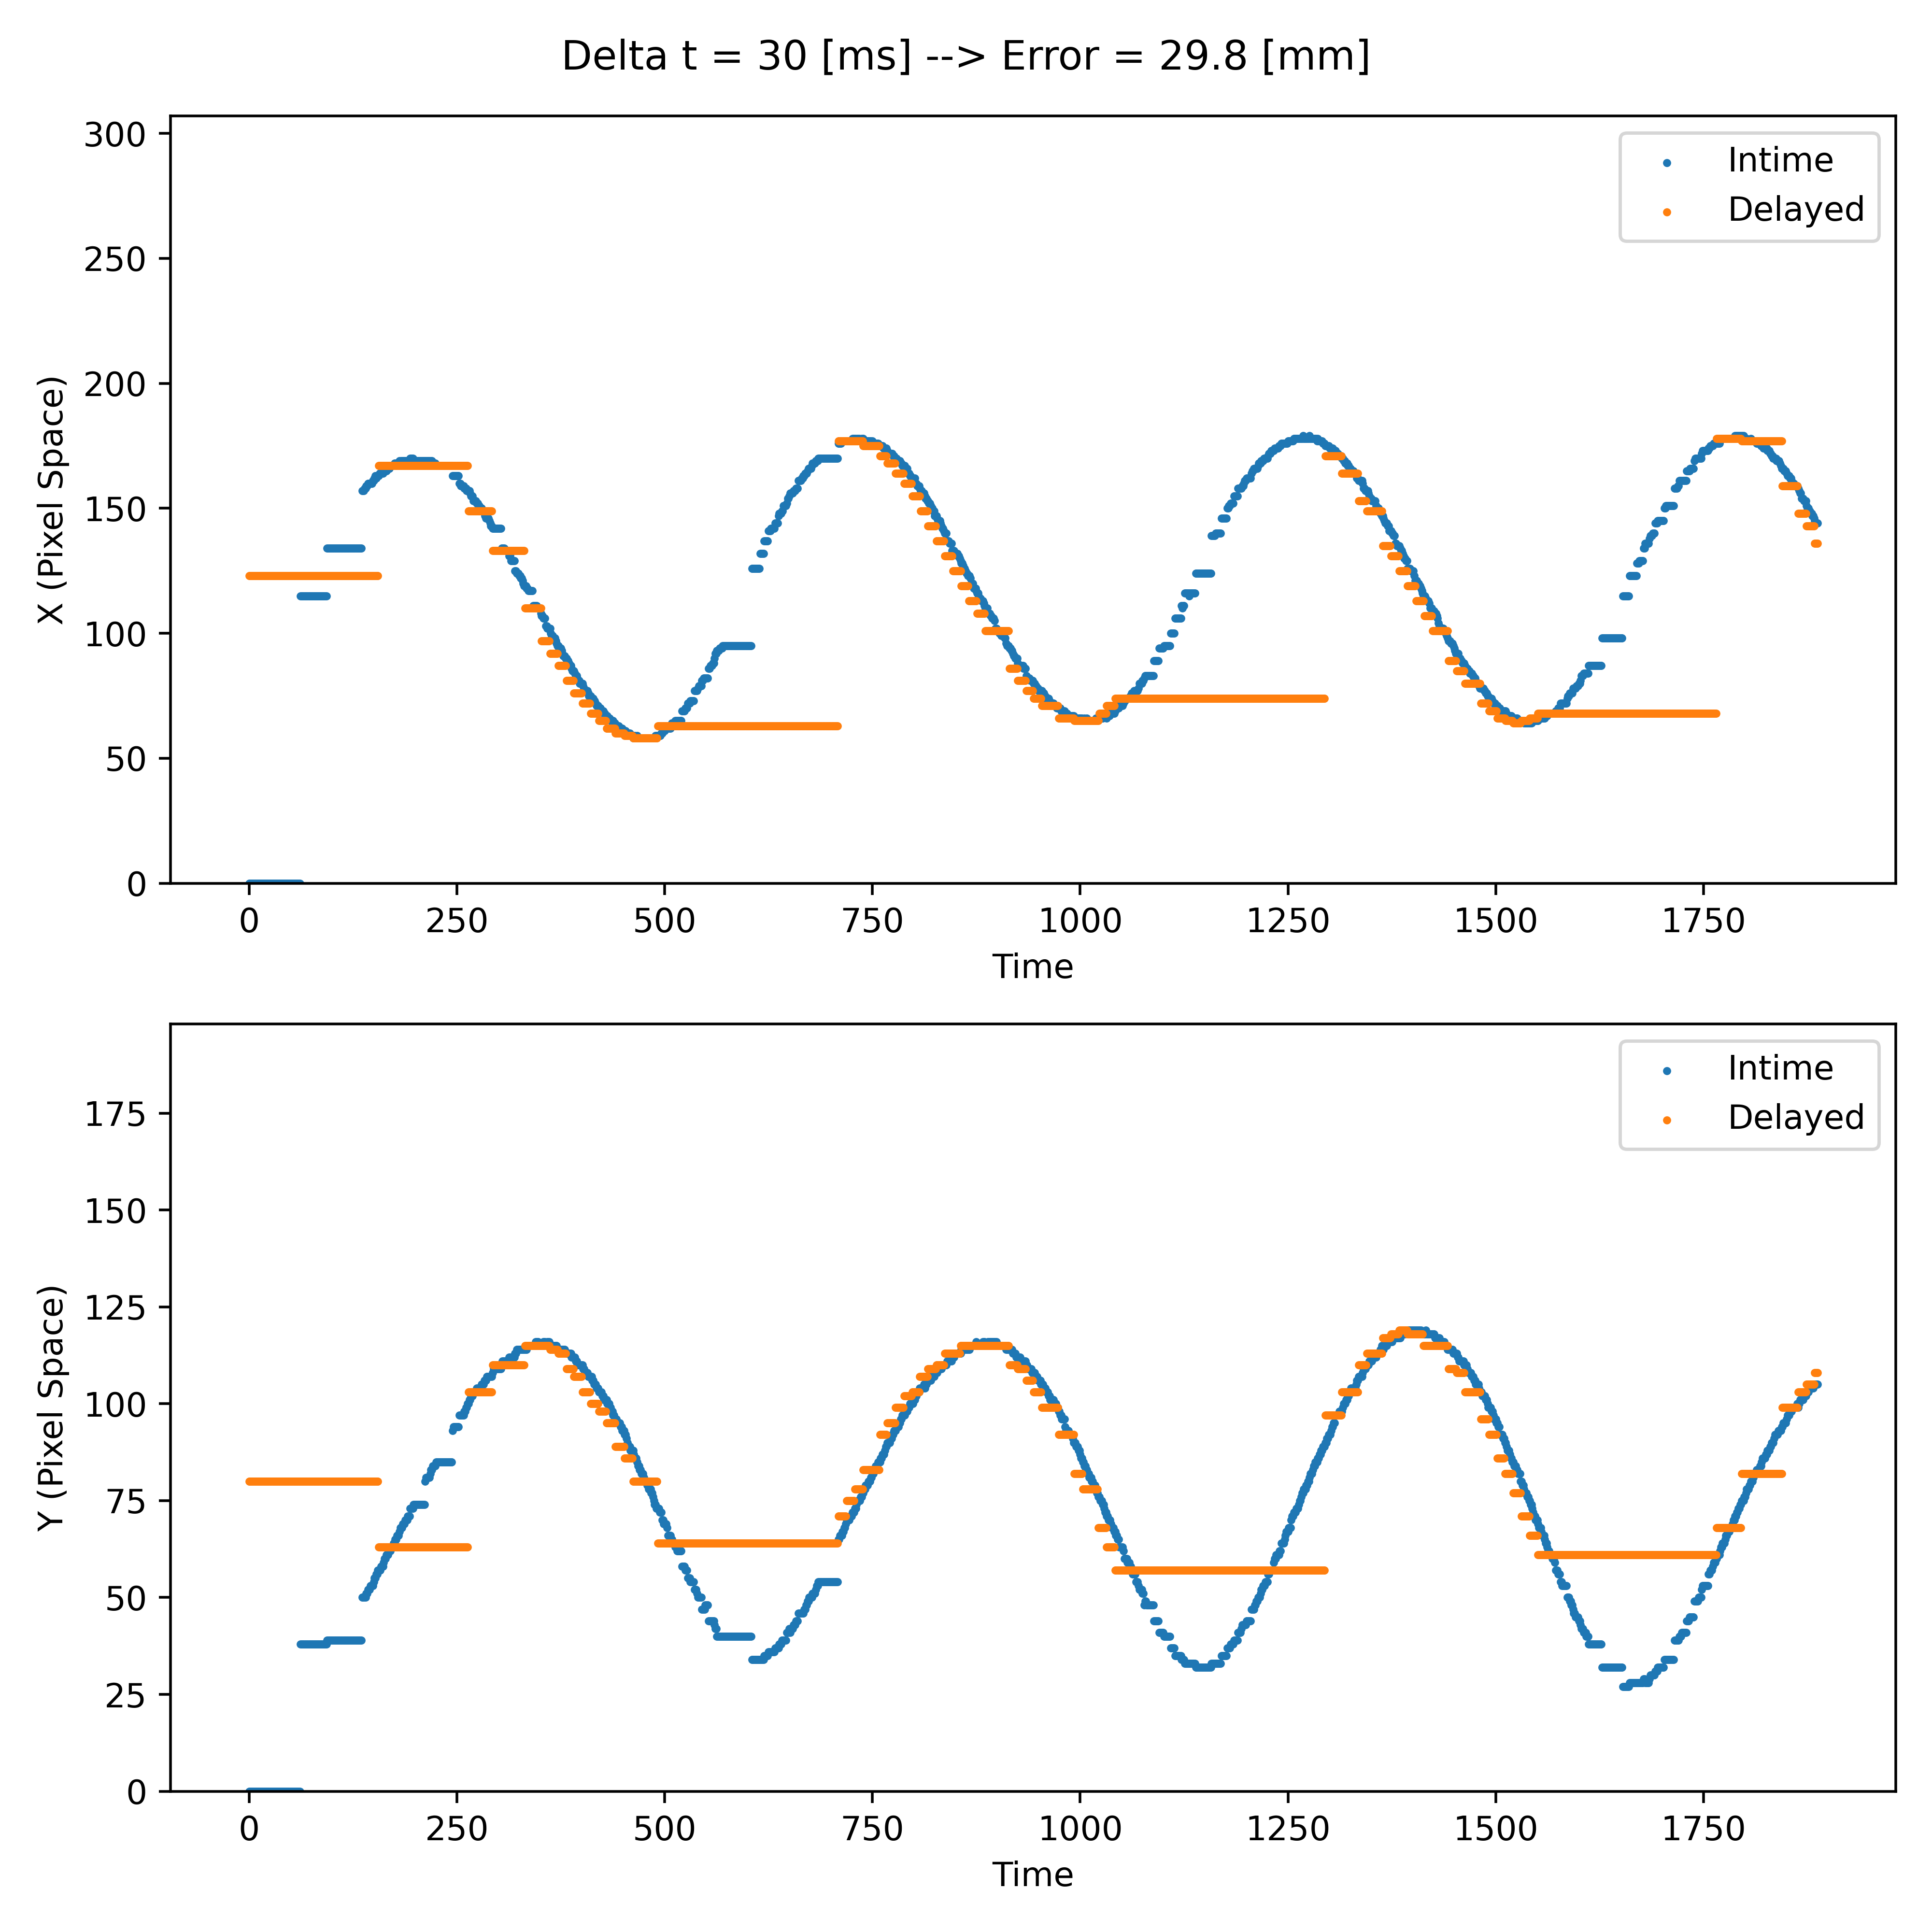 Delta t = 30 [ms] --> Error = 29.8 [mm]
300
250
200
150
100
50
0
X (Pixel Space)
Intime
Delayed
0 250 500 750 1000 1250 1500 1750
Time
175
150
125
100
75
50
25
0
Y (Pixel Space)
Intime
Delayed
0 250 500 750 1000 1250 1500 1750
Time